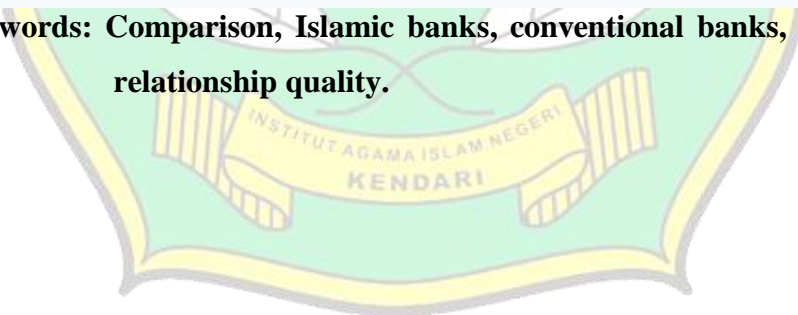 words: Comparison, Islamic banks, conventional banks,
relationship quality.
INSTITUT AGAMA ISLAM NEGERI
KENDARI